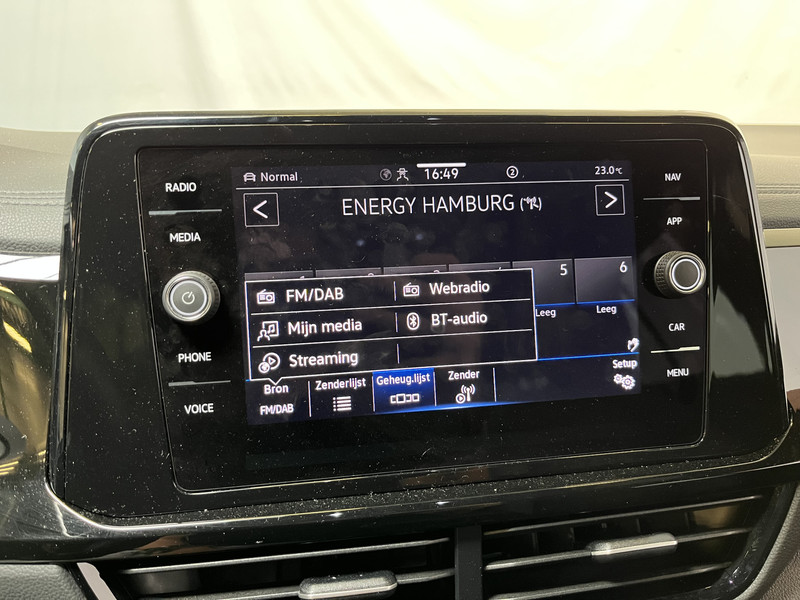 RADIO
MEDIA
PHONE
VOICE
Normal
16:49
2
23.0°C
<
ENERGY HAMBURG
>
5
6
Leeg
Leeg
FM/DAB
Webradio
Mijn media
BT-audio
Streaming
Bron
FM/DAB
Zenderlijst
Geheug.lijst
Zender
Setup
NAV
APP
CAR
MENU